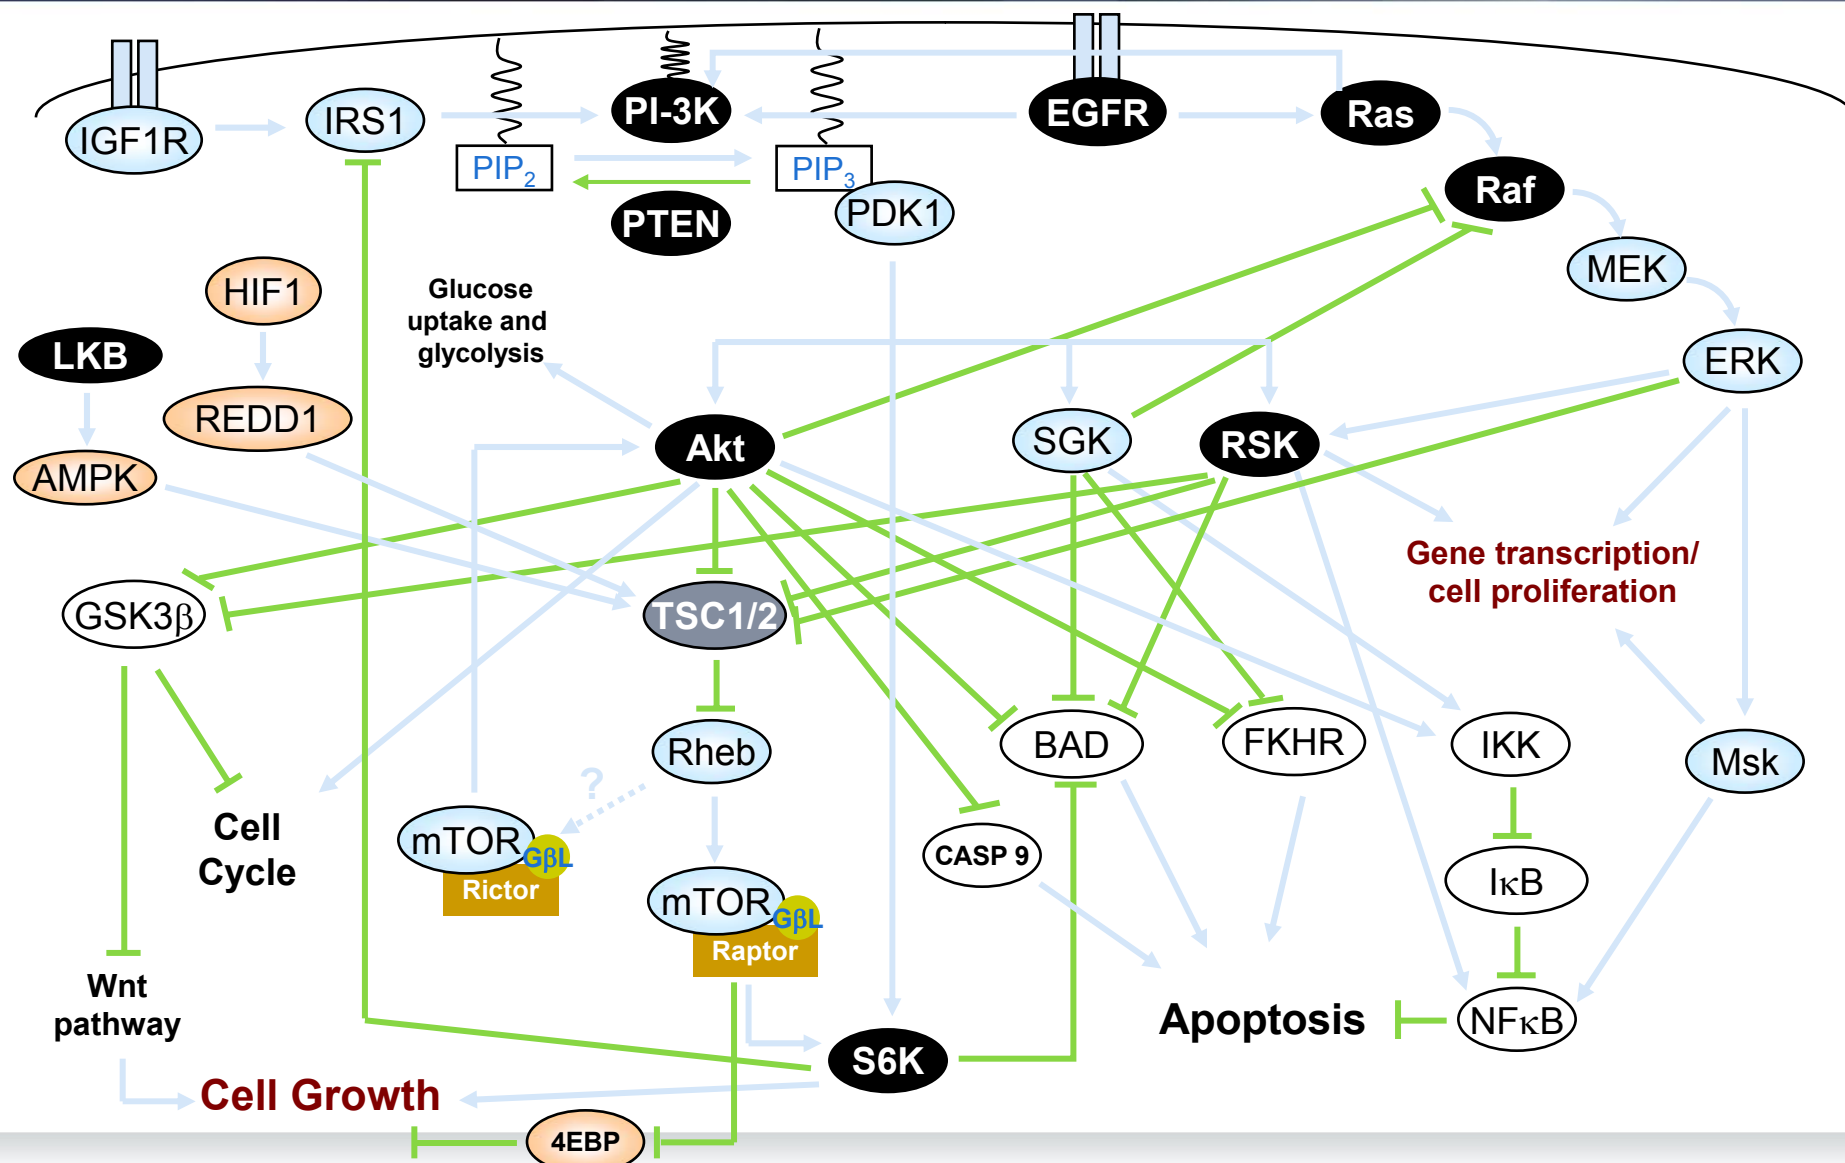 IGF1R
IRS1
PI-3K
EGFR
Ras
PIP2
PIP3
PTEN
PDK1
Raf
MEK
HIF1
Glucose
uptake and
glycolysis
LKB
ERK
REDD1
Akt
SGK
RSK
AMPK
Gene transcription/
cell proliferation
GSK3β
TSC1/2
Rheb
BAD
FKHR
IKK
Msk
?
Cell
Cycle
mTOR
GβL
Rictor
CASP 9
IκB
mTOR
GβL
Raptor
Wnt
pathway
Apoptosis
NFκB
S6K
Cell Growth
4EBP